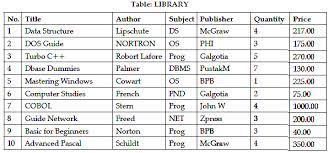 Table: LIBRARY
No. Title Author Subject Publisher Quantity Price
1 Data Structure Lipschute DS McGraw 4 217.00
2 DOS Guide NORTRON OS PHI 3 175.00
3 Turbo C++ Robert Lafore Prog Galgotia 5 270.00
4 Dbase Dummies Palmer DBMS PustakM 7 130.00
5 Mastering Windows Cowart OS BPB 1 225.00
6 Computer Studies French FND Galgotia 2 75.00
7 COBOL Stern Prog John W 4 1000.00
8 Guide Network Freed NET Zpress 3 200.00
9 Basic for Beginners Norton Prog BPB 3 40.00
10 Advanced Pascal Schildt Prog McGraw 4 350.00